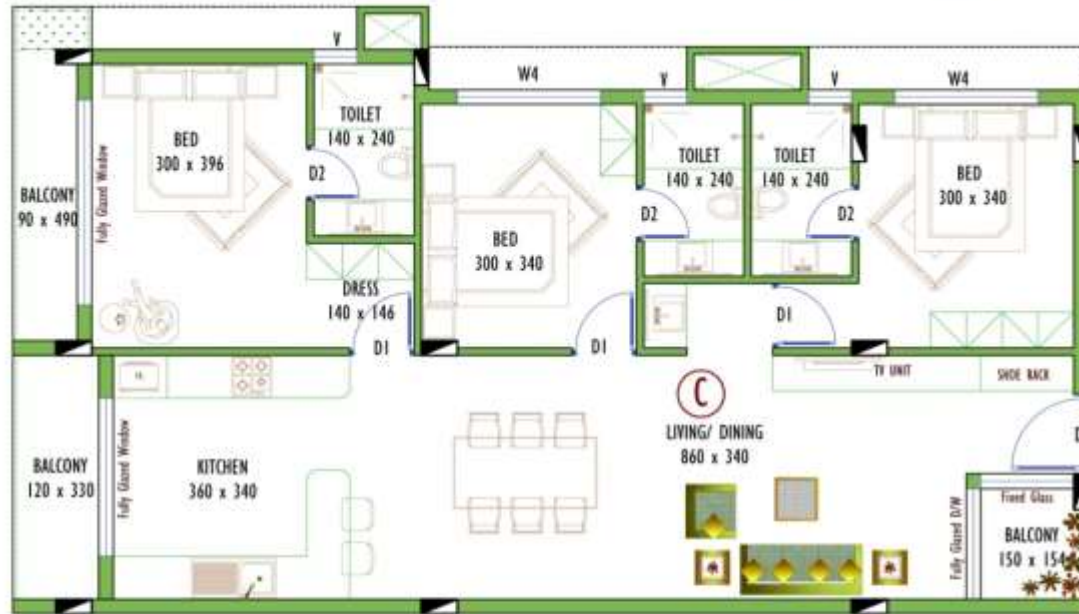 V
W4
V
V
W4
TOILET
140 x 240
BED
300 x 396
D2
BALCONY
90 x 490
Fully Glazed Window
TOILET
140 x 240
TOILET
140 x 240
BED
300 x 340
D2
D2
BED
300 x 340
DRESS
140 x 146
D1
D1
D1
TV UNIT
SHOE RACK
C
LIVING/ DINING
860 x 340
D
BALCONY
120 x 330
Fully Glazed Window
KITCHEN
360 x 340
Fixed Glass
Fully Glazed D/W
BALCONY
150 x 154